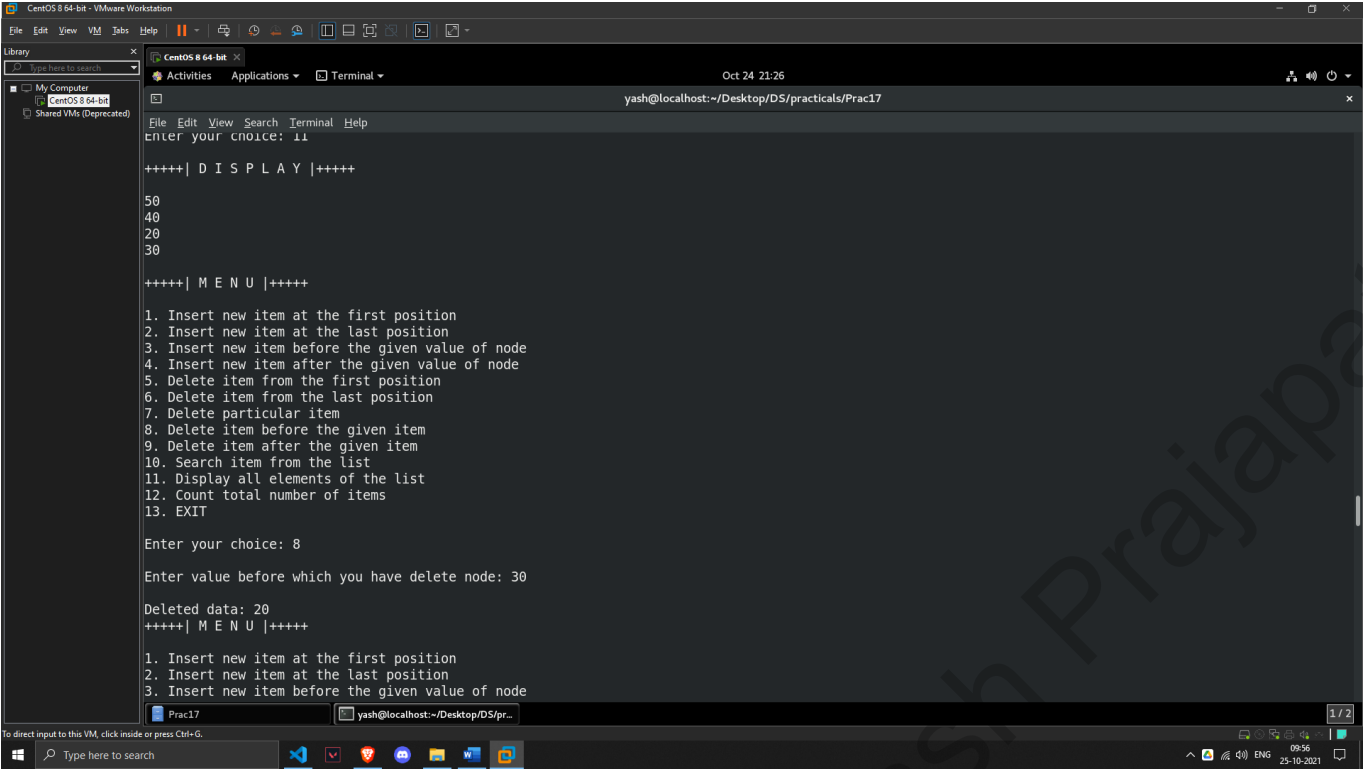 CentOS 8 64-bit - VMware Workstation
File Edit View VM Tabs Help
Library
Type here to search
My Computer
CentOS 8 64-bit
Shared VMs (Deprecated)
CentOS 8 64-bit
Activities Applications Terminal Oct 24 21:26
yash@localhost:~/Desktop/DS/practicals/Prac17
File Edit View Search Terminal Help
Enter your choice: 11
+++++| D I S P L A Y |+++++
50
40
20
30
+++++| M E N U |+++++
1. Insert new item at the first position
2. Insert new item at the last position
3. Insert new item before the given value of node
4. Insert new item after the given value of node
5. Delete item from the first position
6. Delete item from the last position
7. Delete particular item
8. Delete item before the given item
9. Delete item after the given item
10. Search item from the list
11. Display all elements of the list
12. Count total number of items
13. EXIT
Enter your choice: 8
Enter value before which you have delete node: 30
Deleted data: 20
+++++| M E N U |+++++
1. Insert new item at the first position
2. Insert new item at the last position
3. Insert new item before the given value of node
Prac17 yash@localhost:~/Desktop/DS/pr... 1 / 2
To direct input to this VM, click inside or press Ctrl+G.
Type here to search ENG 09:56
25-10-2021